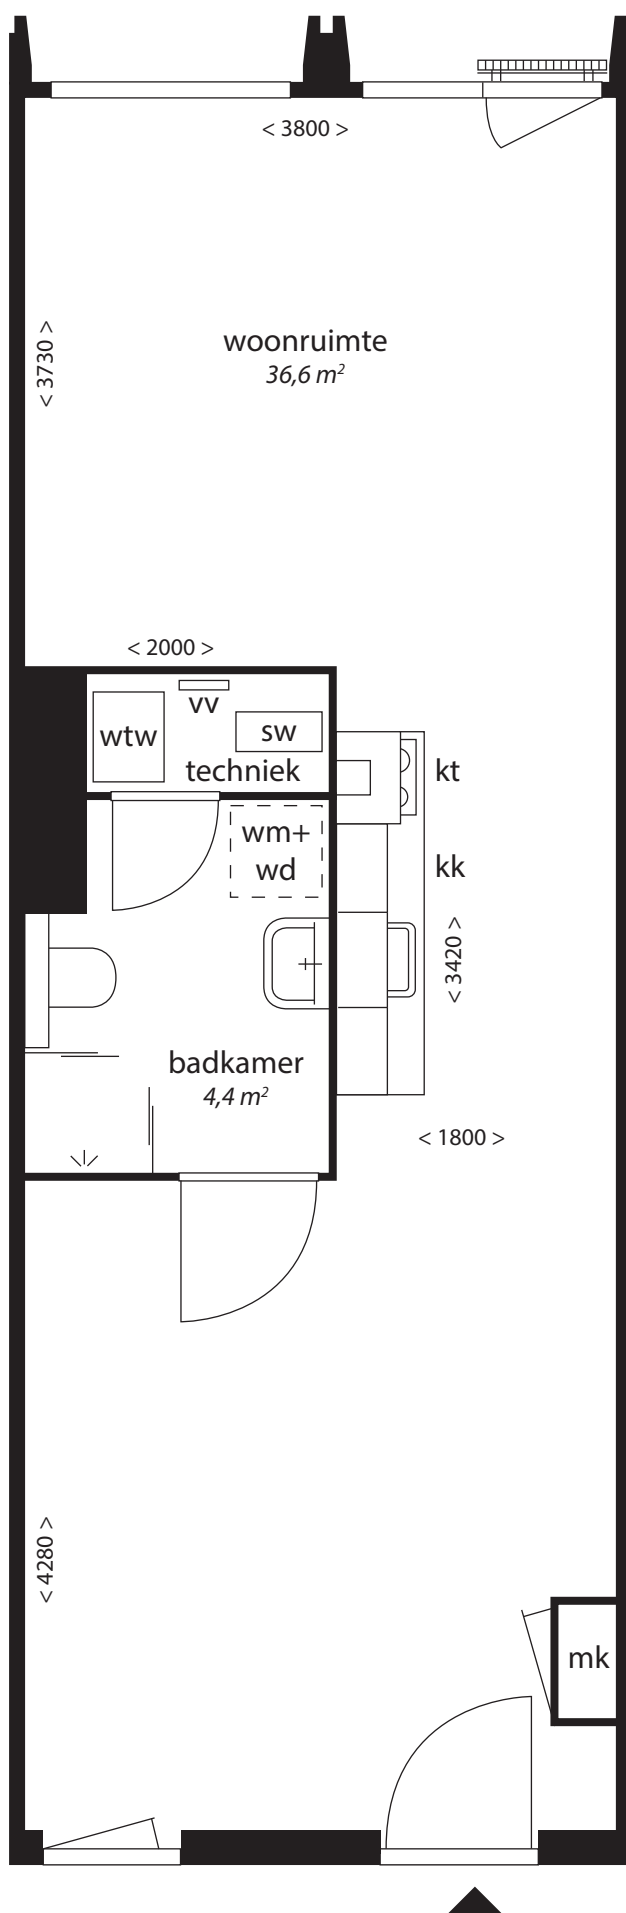 < 3800 >
< 3730 >
woonruimte
36,6 m²
< 2000 >
vv
wtw
sw
techniek
kt
wm+
wd
kk
< 3420 >
badkamer
4,4 m²
< 1800 >
< 4280 >
mk